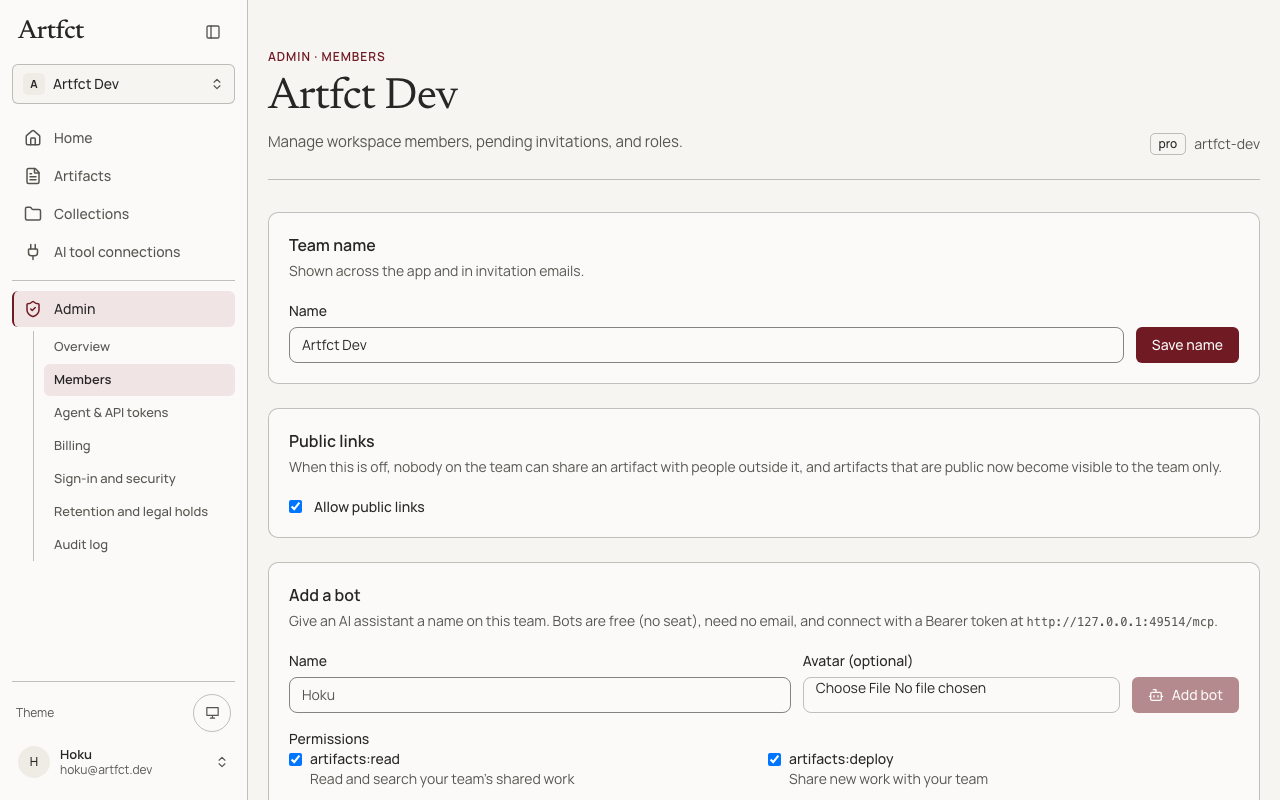 Artfct
A Artfct Dev
Home
Artifacts
Collections
AI tool connections
Admin
Overview
Members
Agent & API tokens
Billing
Sign-in and security
Retention and legal holds
Audit log
Theme
H
Hoku
hoku@artfct.dev
ADMIN · MEMBERS
Artfct Dev
Manage workspace members, pending invitations, and roles.
pro artfct-dev
Team name
Shown across the app and in invitation emails.
Name
Artfct Dev
Save name
Public links
When this is off, nobody on the team can share an artifact with people outside it, and artifacts that are public now become visible to the team only.
Allow public links
Add a bot
Give an AI assistant a name on this team. Bots are free (no seat), need no email, and connect with a Bearer token at http://127.0.0.1:49514/mcp.
Name
Hoku
Avatar (optional)
Choose File No file chosen
Add bot
Permissions
artifacts:read
Read and search your team's shared work
artifacts:deploy
Share new work with your team